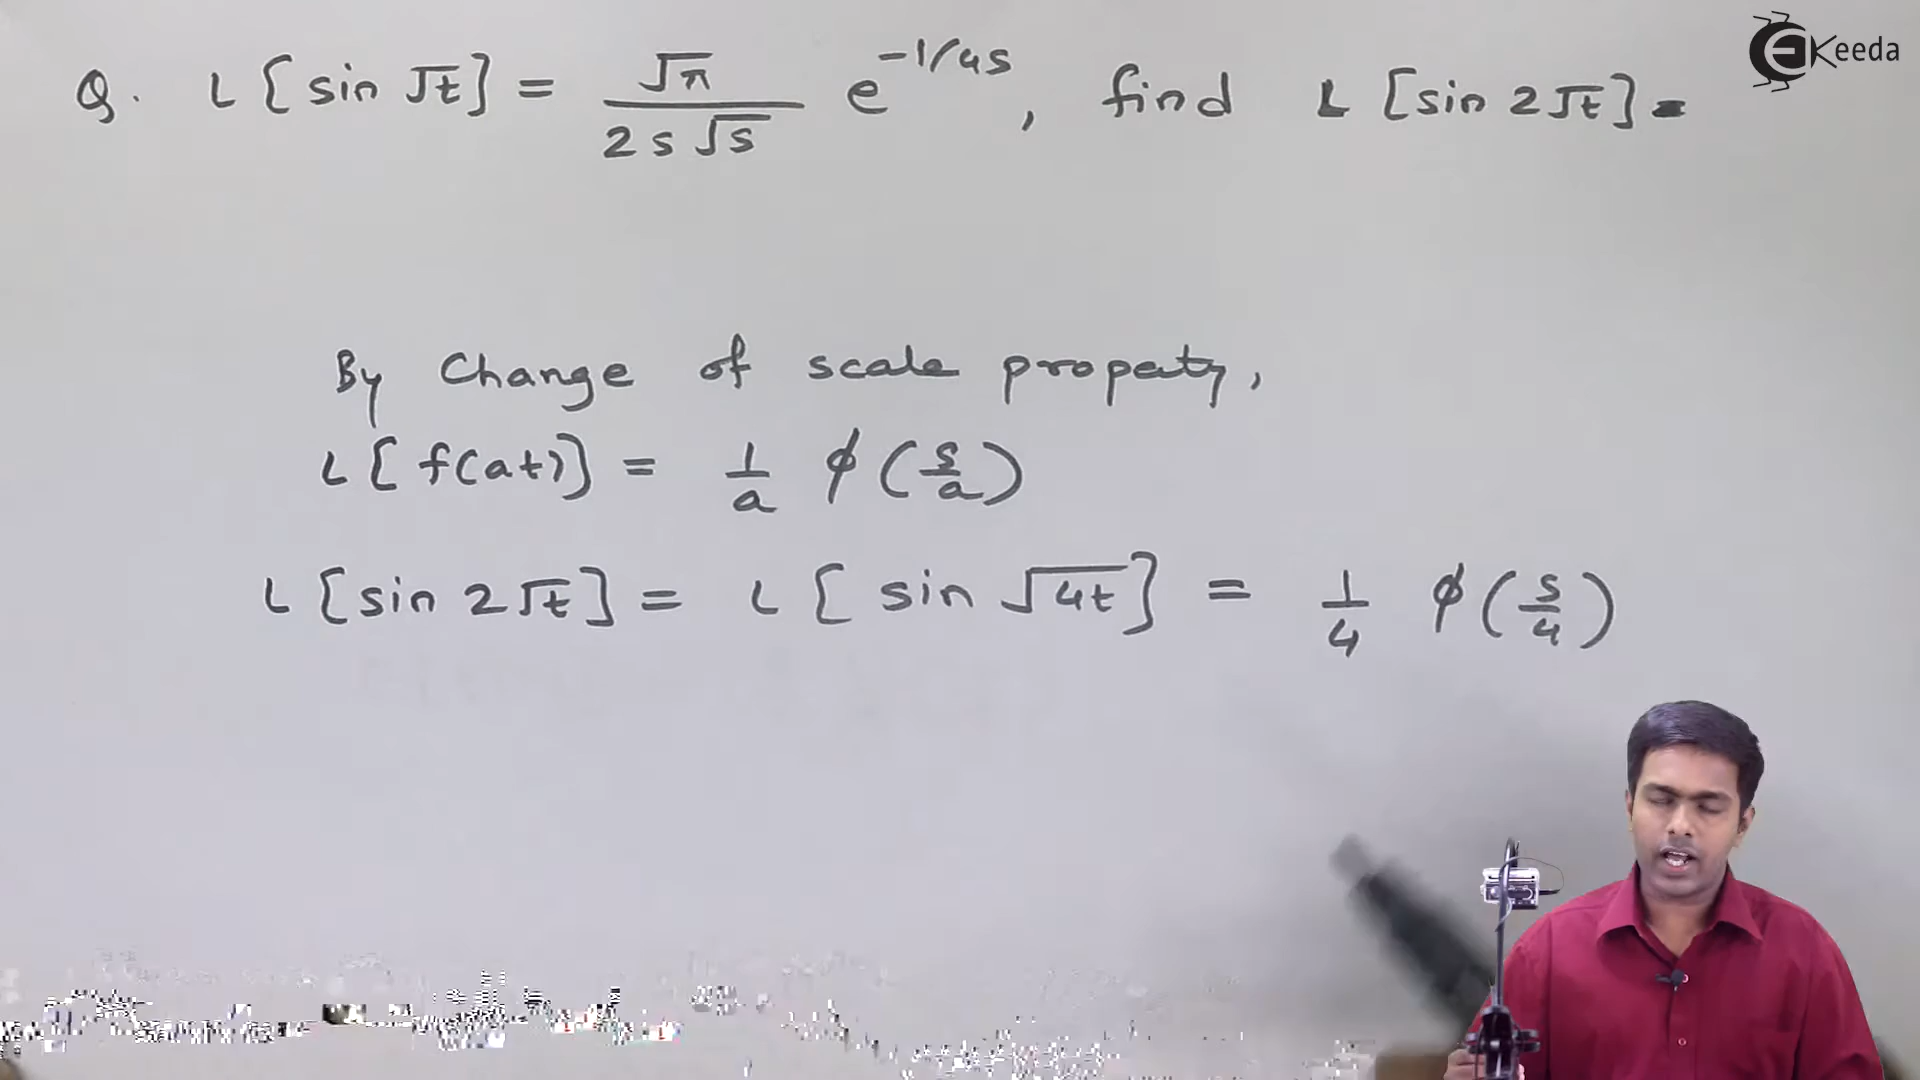 Q. L[sin √t] = √π / 2s√s e^-1/4s, find L[sin 2√t] =
EKeeda
By Change of scale property,
L[f(at)] = 1/a ϕ(s/a)
L[sin 2√t] = L[sin √4t] = 1/4 ϕ(s/4)